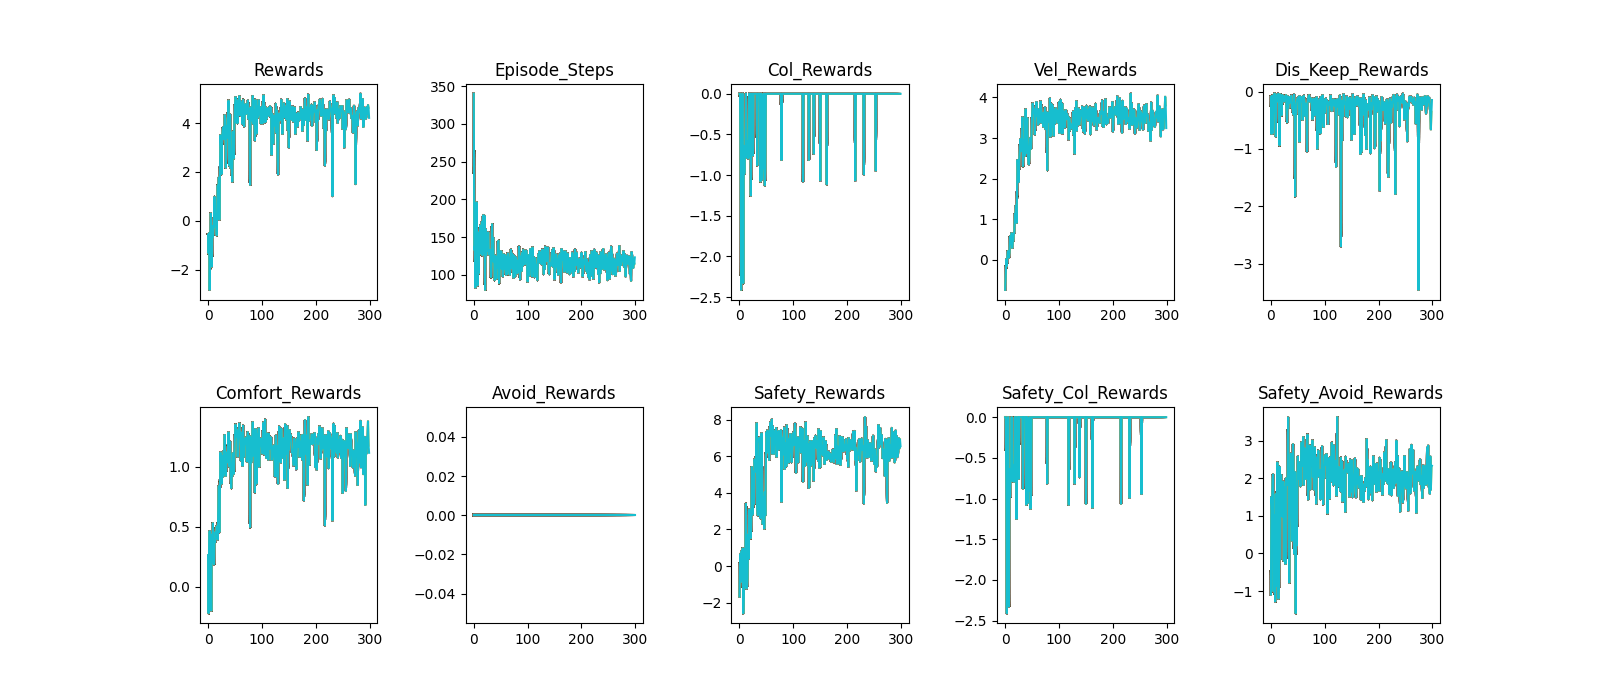 Rewards
4
2
0
−2
0 100 200 300
Episode_Steps
350
300
250
200
150
100
0 100 200 300
Col_Rewards
0.0
−0.5
−1.0
−1.5
−2.0
−2.5
0 100 200 300
Vel_Rewards
4
3
2
1
0
0 100 200 300
Dis_Keep_Rewards
0
−1
−2
−3
0 100 200 300
Comfort_Rewards
1.0
0.5
0.0
0 100 200 300
Avoid_Rewards
0.04
0.02
0.00
−0.02
−0.04
0 100 200 300
Safety_Rewards
8
6
4
2
0
−2
0 100 200 300
Safety_Col_Rewards
0.0
−0.5
−1.0
−1.5
−2.0
−2.5
0 100 200 300
Safety_Avoid_Rewards
3
2
1
0
−1
0 100 200 300